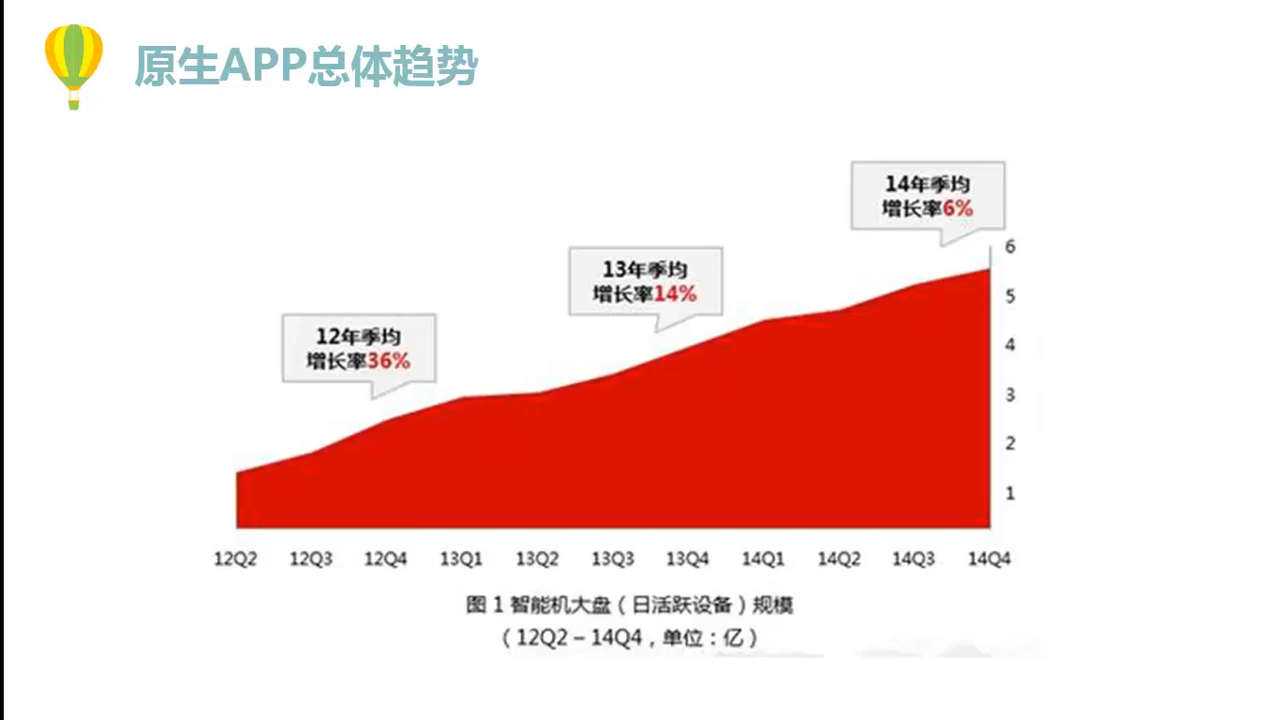 原生APP总体趋势
14年季均
增长率6%
13年季均
增长率14%
12年季均
增长率36%
6
5
4
3
2
1
12Q2 12Q3 12Q4 13Q1 13Q2 13Q3 13Q4 14Q1 14Q2 14Q3 14Q4
图 1 智能机大盘（日活跃设备）规模
（12Q2 – 14Q4，单位：亿）